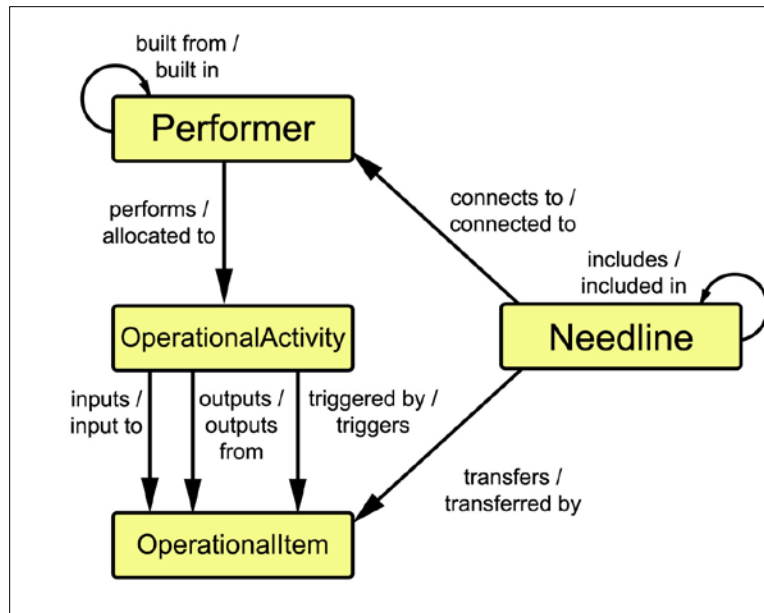 built from /
built in
Performer
performs /
allocated to
connects to /
connected to
includes /
included in
OperationalActivity
Needline
inputs /
input to
outputs /
outputs
from
triggered by /
triggers
transfers /
transferred by
OperationalItem